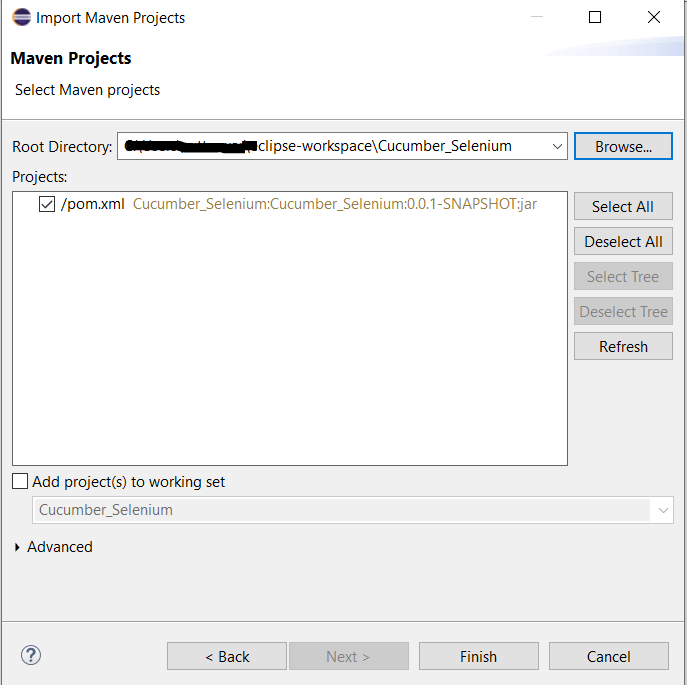 Import Maven Projects
Maven Projects
Select Maven projects
Root Directory: clipse-workspace\Cucumber_Selenium Browse...
Projects:
/pom.xml Cucumber_Selenium:Cucumber_Selenium:0.0.1-SNAPSHOT:jar
Select All
Deselect All
Select Tree
Deselect Tree
Refresh
Add project(s) to working set
Cucumber_Selenium
Advanced
? < Back Next > Finish Cancel